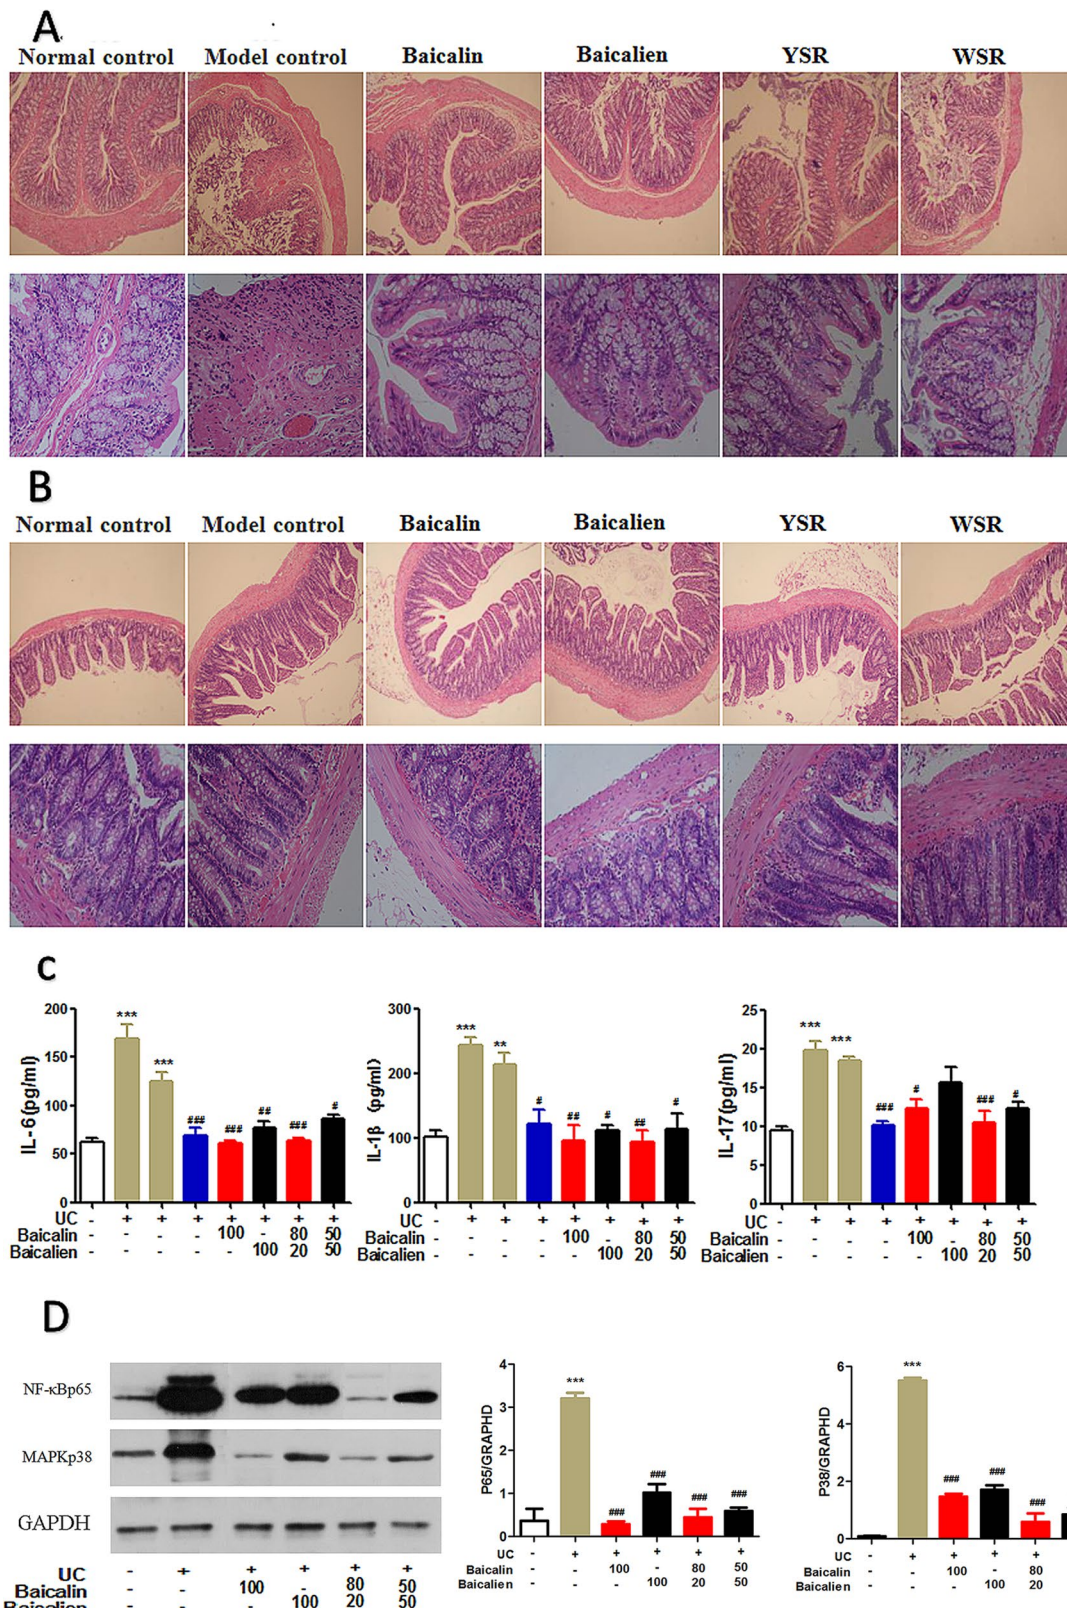 A
Normal control Model control Baicalin Baicalien YSR WSR
B
Normal control Model control Baicalin Baicalien YSR WSR
C
IL-6(pg/ml)
200
150
100
50
0
*** *** ### ### ## ### #
UC - + + + + + + +
Baicalin - - - - 100 - 80 50
Baicalien - - - - - 100 20 50
IL-1β (pg/ml)
300
200
100
0
*** ** # ## # ## #
UC - + + + + + + +
Baicalin - - - - 100 - 80 50
Baicalien - - - - - 100 20 50
IL-17(pg/ml)
25
20
15
10
5
0
*** *** ### # ### #
UC - + + + + + + +
Baicalin - - - - 100 - 80 50
Baicalien - - - - - 100 20 50
D
NF-κBp65
MAPKp38
GAPDH
UC - + + + + +
Baicalin - - 100 - 80 50
Baicalien - - - 100 20 50
P65/GRAPHD
4
3
2
1
0
*** ### ### ### ###
UC - + + + + +
Baicalin - - 100 - 80 50
Baicalien - - - 100 20 50
P38/GRAPHD
6
4
2
0
*** ### ### ###
UC - + + + +
Baicalin - - 100 - 80
Baicalien - - - 100 20